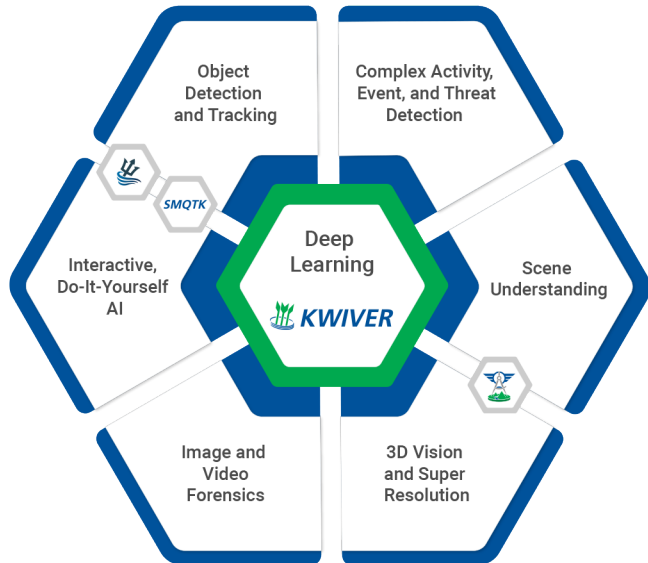 Object
Detection
and Tracking
Complex Activity,
Event, and Threat
Detection
SMQTK
Interactive,
Do-It-Yourself
AI
Deep
Learning
KWIVER
Scene
Understanding
Image and
Video
Forensics
3D Vision
and Super
Resolution